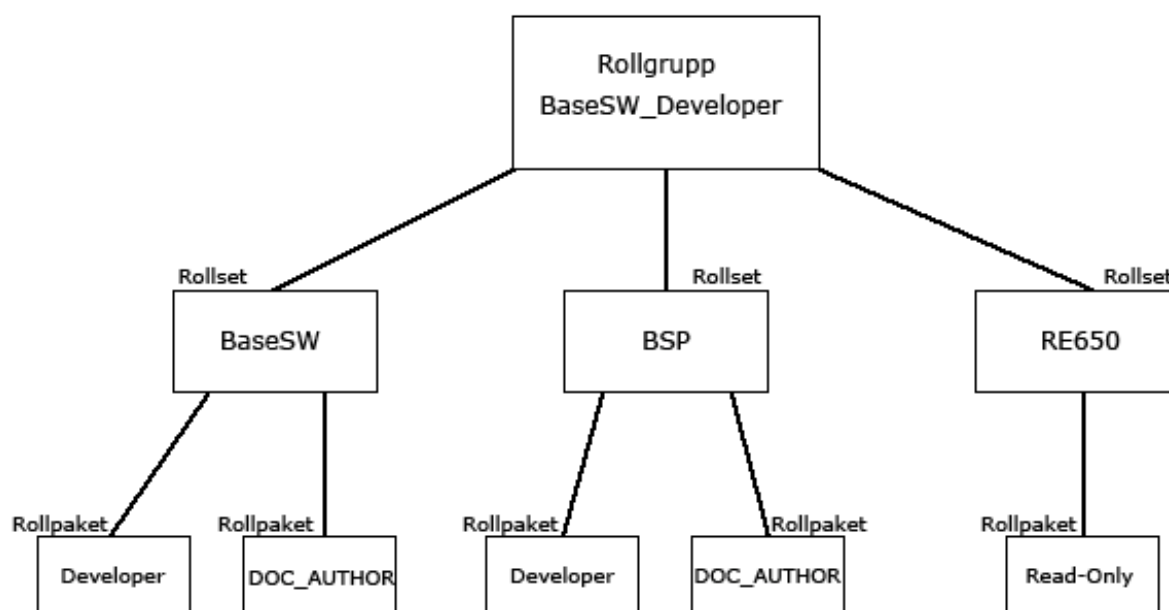 Rollgrupp
BaseSW_Developer
Rollset
Rollset
Rollset
BaseSW
BSP
RE650
Rollpaket
Rollpaket
Rollpaket
Rollpaket
Rollpaket
Developer
DOC_AUTHOR
Developer
DOC_AUTHOR
Read-Only